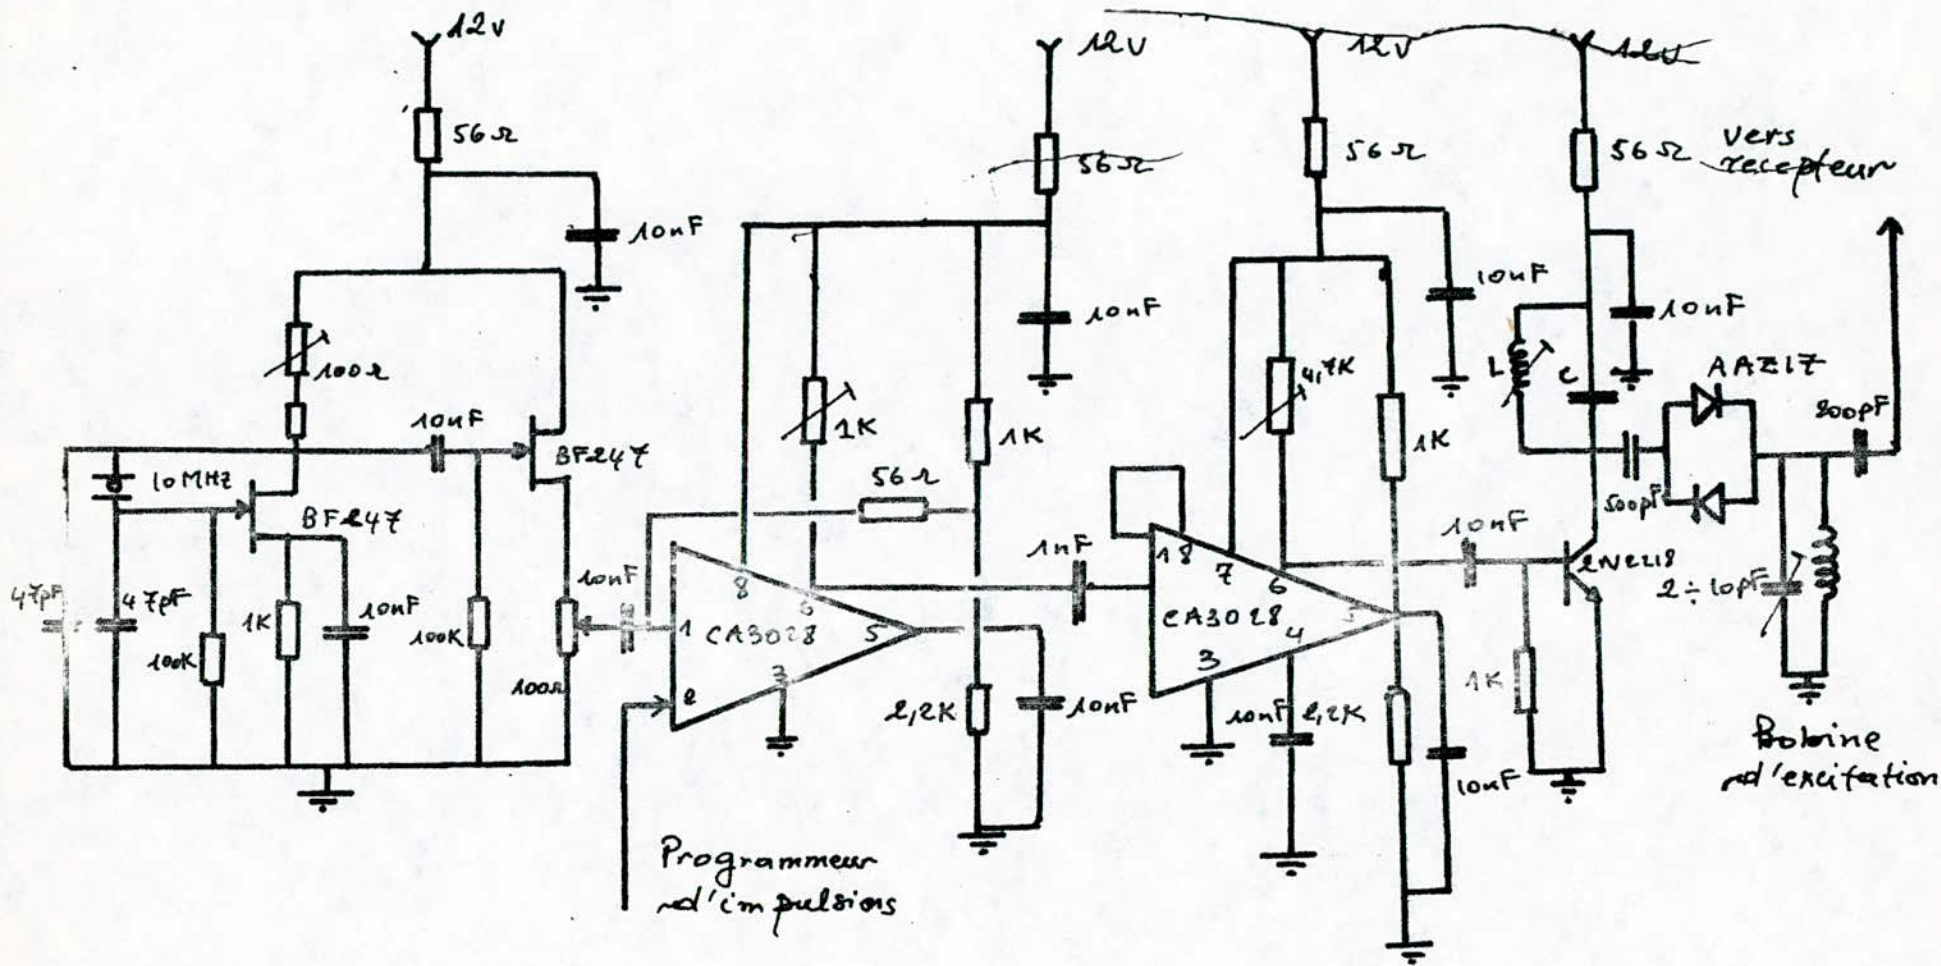 12V
12V
12V
12V
56Ω
56Ω
56Ω
56Ω
vers
recepteur
10nF
10nF
10nF
10nF
100Ω
1K
1K
4,7K
1K
L
C
AAZ17
10nF
BF247
10MHZ
BF247
56Ω
500pF
10nF
1nF
47pF
47pF
100K
1K
10nF
100K
100Ω
10nF
1
8
6
CA3028
5
3
2
2,2K
10nF
1
8
7
6
CA3028
4
3
10nF
2,2K
10nF
2N2218
1K
2÷10pF
Bobine
d'excitation
Programmeur
d'impulsions